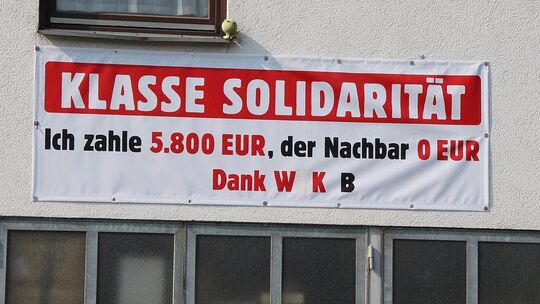 KLASSE SOLIDARITÄT
Ich zahle 5.800 EUR, der Nachbar 0 EUR
Dank W K B